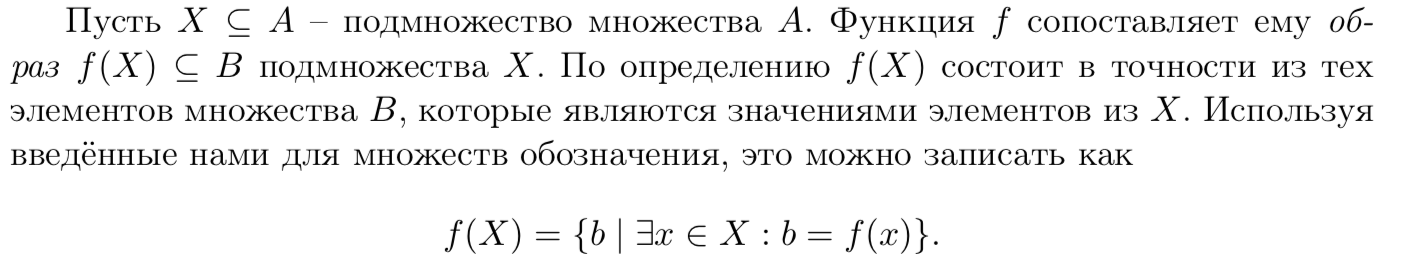 Пусть X ⊆ A – подмножество множества A. Функция f сопоставляет ему об-
раз f(X) ⊆ B подмножества X. По определению f(X) состоит в точности из тех
элементов множества B, которые являются значениями элементов из X. Используя
введённые нами для множеств обозначения, это можно записать как
f(X) = {b | ∃x ∈ X : b = f(x)}.